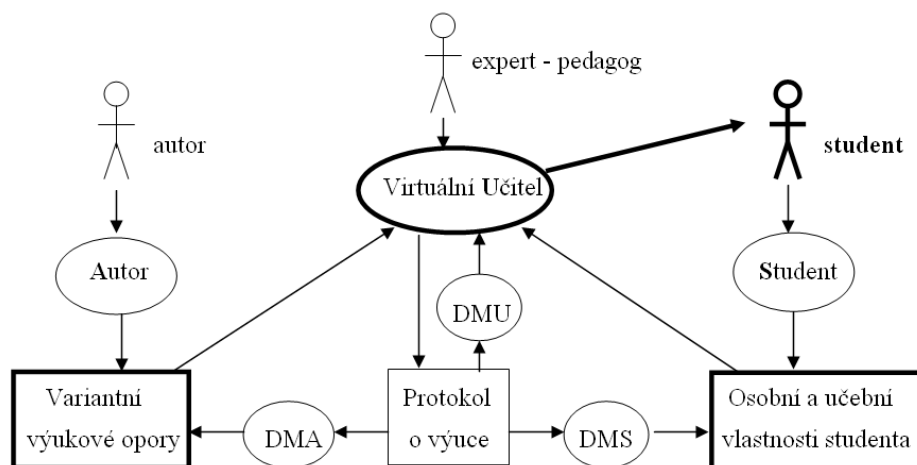 expert - pedagog
autor
student
Virtuální Učitel
Autor
Student
DMU
Variantní
výukové opory
Protokol
o výuce
Osobní a učební
vlastnosti studenta
DMA
DMS